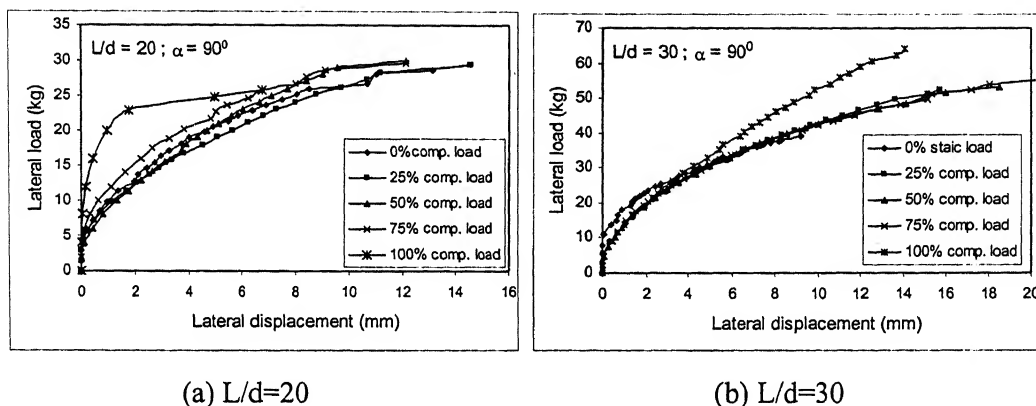 L/d = 20 ; α = 90⁰
Lateral load (kg)
35
30
25
20
15
10
5
0
0%comp. load
25% comp. load
50% comp. load
75% comp. load
100% comp. load
0 2 4 6 8 10 12 14 16
Lateral displacement (mm)
L/d = 30 ; α = 90⁰
Lateral load (kg)
70
60
50
40
30
20
10
0
0% staic load
25% comp. load
50% comp. load
75% comp. load
100% comp. load
0 2 4 6 8 10 12 14 16 18 20
Lateral displacement (mm)
(a) L/d=20
(b) L/d=30